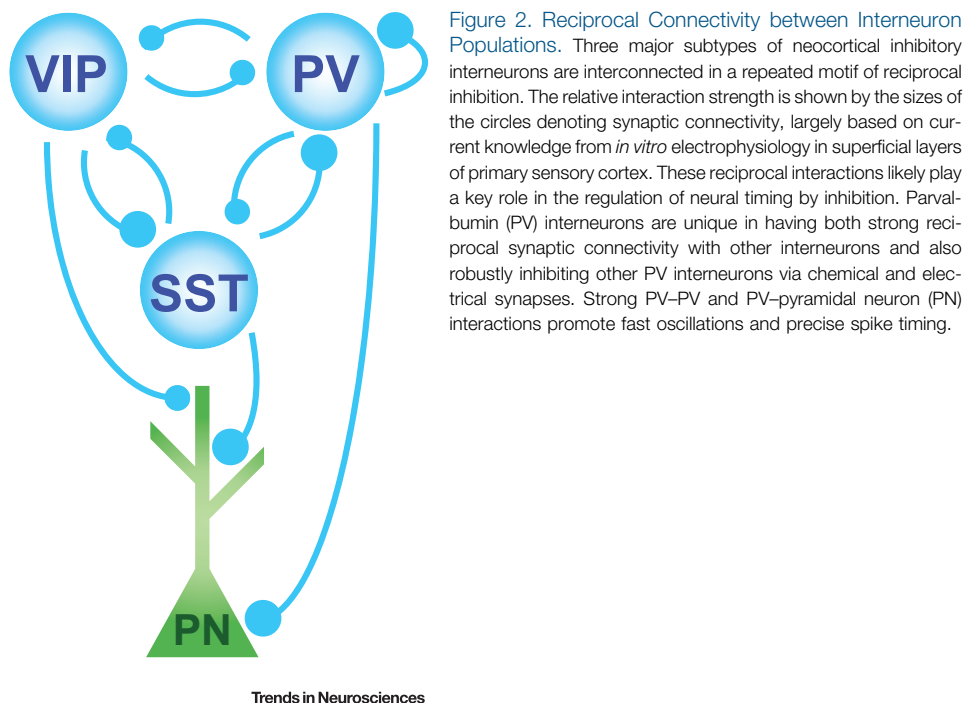 VIP
PV
SST
PN
Trends in Neurosciences
Figure 2. Reciprocal Connectivity between Interneuron
Populations. Three major subtypes of neocortical inhibitory
interneurons are interconnected in a repeated motif of reciprocal
inhibition. The relative interaction strength is shown by the sizes of
the circles denoting synaptic connectivity, largely based on cur-
rent knowledge from in vitro electrophysiology in superficial layers
of primary sensory cortex. These reciprocal interactions likely play
a key role in the regulation of neural timing by inhibition. Parval-
bumin (PV) interneurons are unique in having both strong reci-
procal synaptic connectivity with other interneurons and also
robustly inhibiting other PV interneurons via chemical and elec-
trical synapses. Strong PV–PV and PV–pyramidal neuron (PN)
interactions promote fast oscillations and precise spike timing.